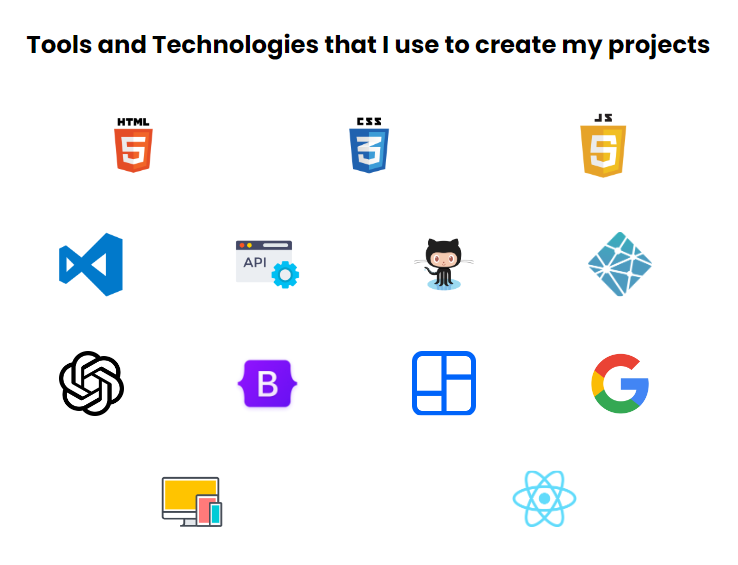 Tools and Technologies that I use to create my projects
HTML
5
CSS
3
JS
5
API
B
G